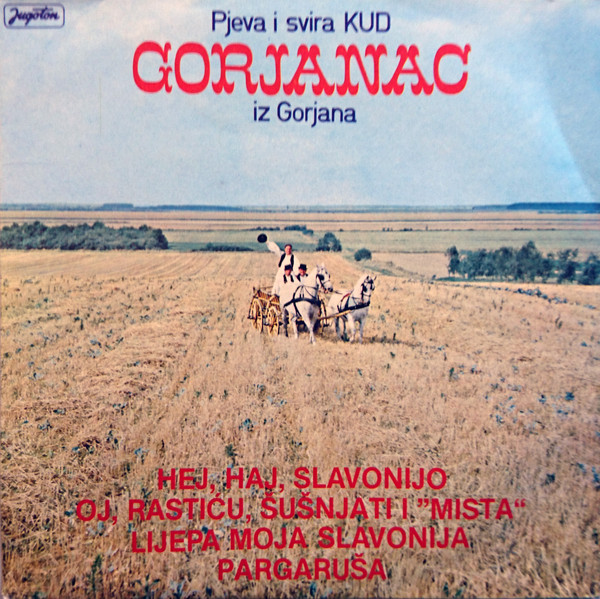 Jugoton
Pjeva i svira KUD
GORJANAC
iz Gorjana
HEJ, HAJ, SLAVONIJO
OJ, RASTIĆU, ŠUŠNJATI I "MISTA"
LIJEPA MOJA SLAVONIJA
PARGARUŠA